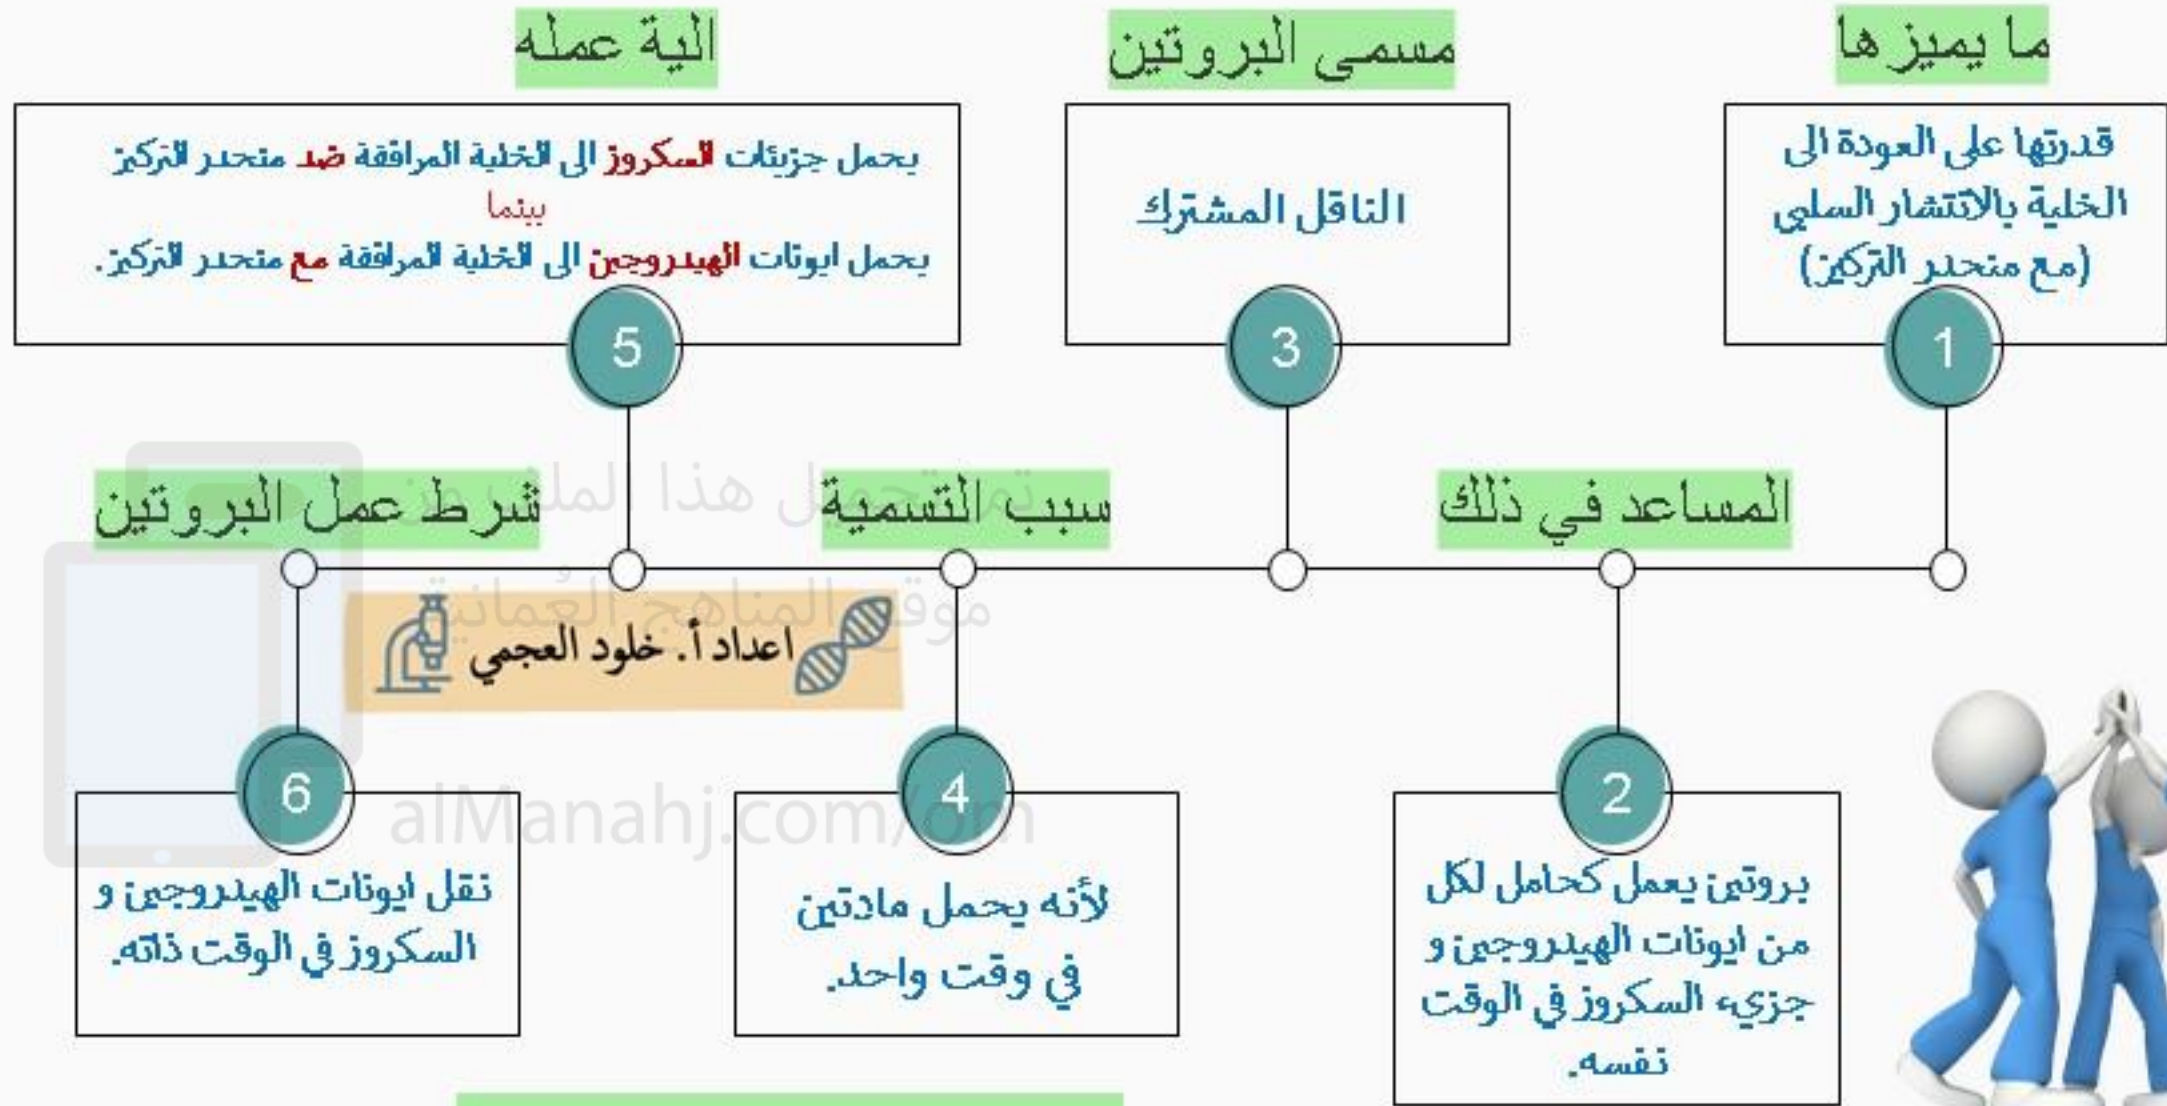 ما يميزها
قدرتها على العودة الى
الخلية بالانتشار السلبي
(مع منحدر التركيز)
1
المساعد في ذلك
2
بروتين يعمل كحامل لكل
من ايونات الهيدروجين و
جزيء السكروز في الوقت
نفسه.
مسمى البروتين
الناقل المشترك
3
سبب التسمية
4
لأنه يحمل مادتين
في وقت واحد.
الية عمله
يحمل جزيئات السكروز الى الخلية المرافقة ضد منحدر التركيز
بينما
يحمل ايونات الهيدروجين الى الخلية المرافقة مع منحدر التركيز.
5
شرط عمل البروتين
6
نقل ايونات الهيدروجين و
السكروز في الوقت ذاته.
اعداد أ. خلود العجمي
تم تحميل هذا الملف من
موقع المناهج العُمانية
alManahj.com/om